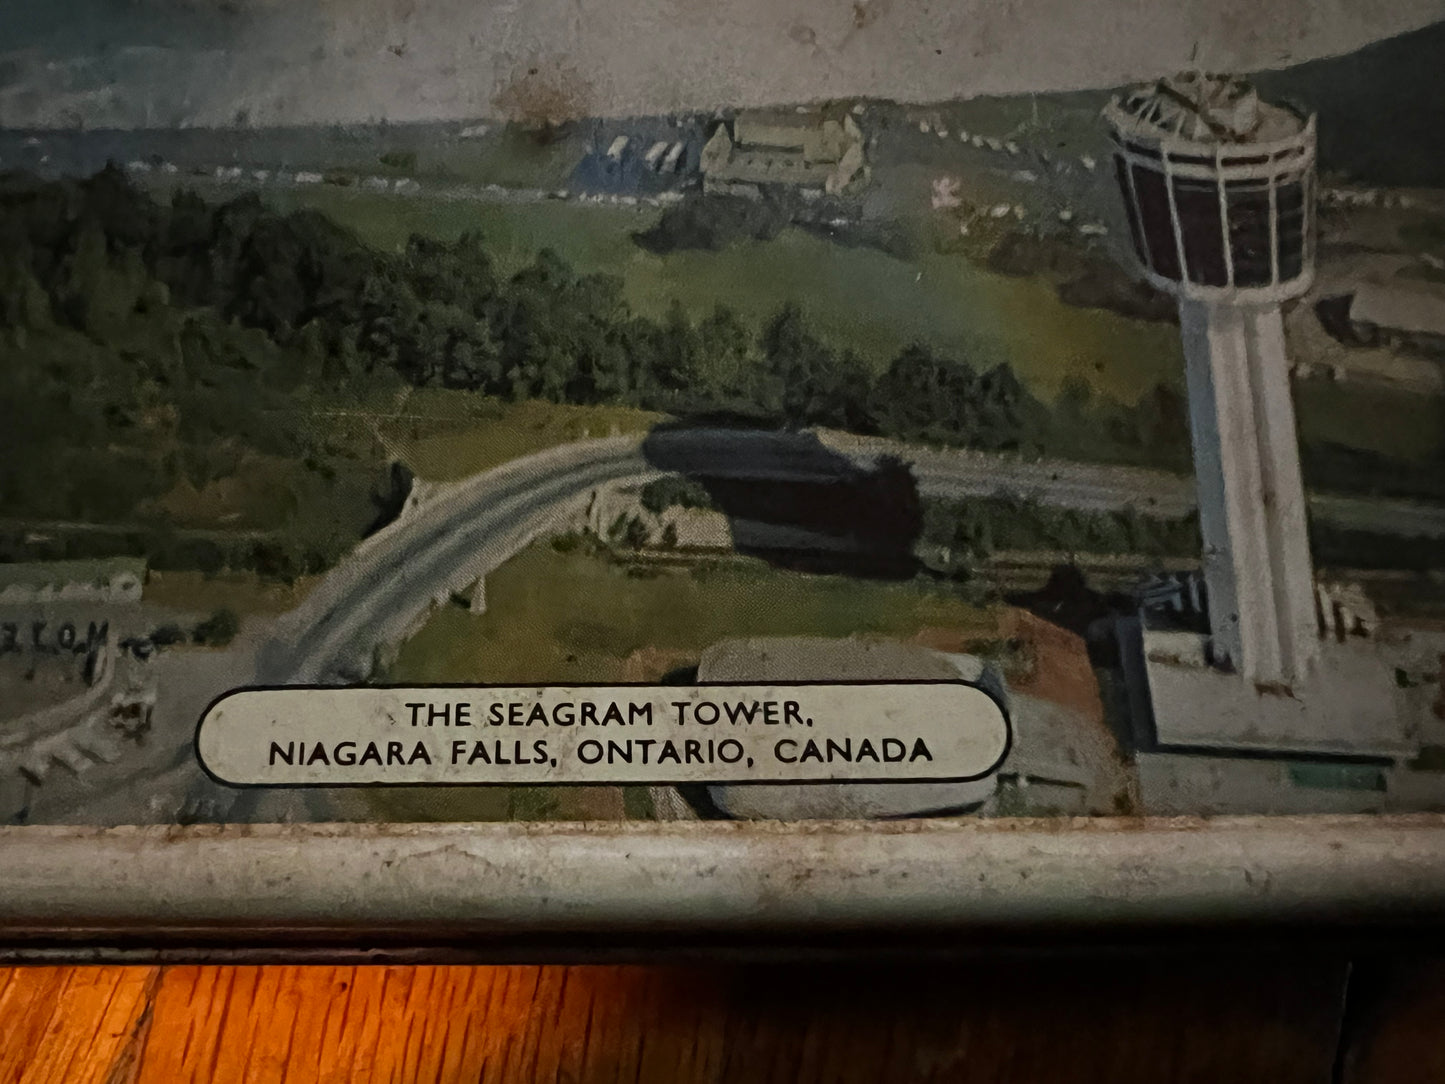 THE SEAGRAM TOWER,
NIAGARA FALLS, ONTARIO, CANADA